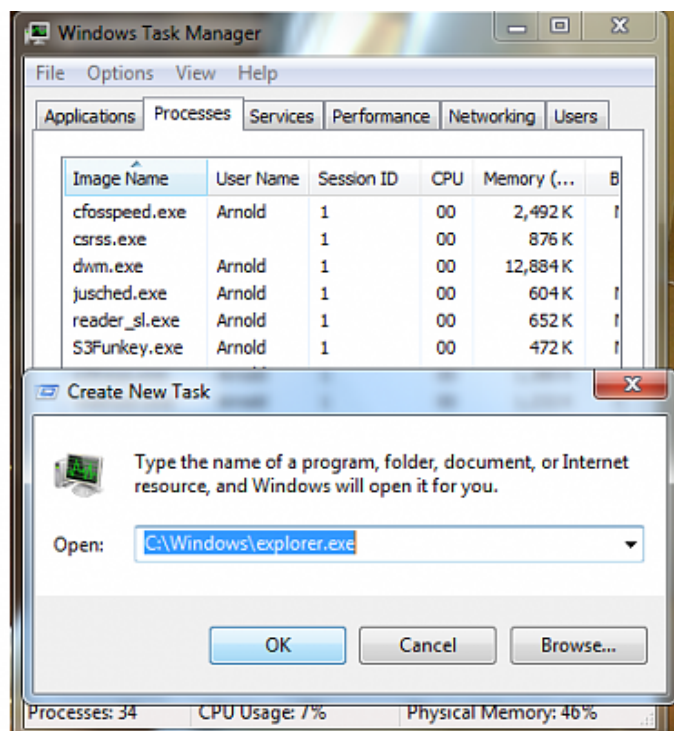 Windows Task Manager
File Options View Help
Applications Processes Services Performance Networking Users
Image Name User Name Session ID CPU Memory (...
cfosspeed.exe Arnold 1 00 2,492 K
csrss.exe 1 00 876 K
dwm.exe Arnold 1 00 12,884 K
jusched.exe Arnold 1 00 604 K
reader_sl.exe Arnold 1 00 652 K
S3Funkey.exe Arnold 1 00 472 K
Create New Task
Type the name of a program, folder, document, or Internet
resource, and Windows will open it for you.
Open: C:\Windows\explorer.exe
OK Cancel Browse...
Processes: 34 CPU Usage: 7% Physical Memory: 46%